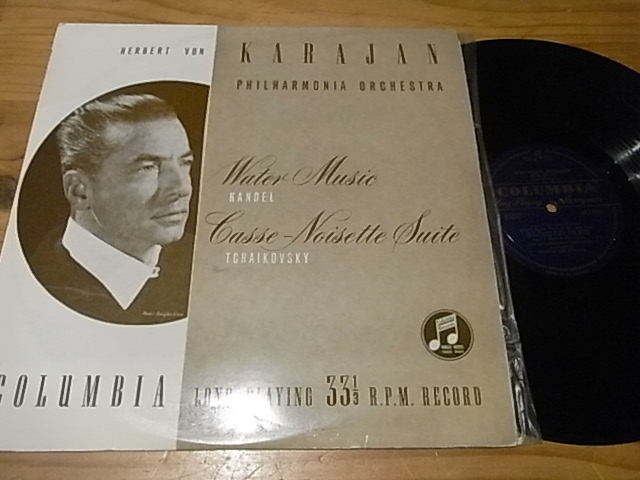 HERBERT VON
KARAJAN
PHILHARMONIA ORCHESTRA
Water Music
HANDEL
Casse-Noisette Suite
TCHAIKOVSKY
COLUMBIA
LONG PLAYING 33⅓ R.P.M. RECORD
COLUMBIA